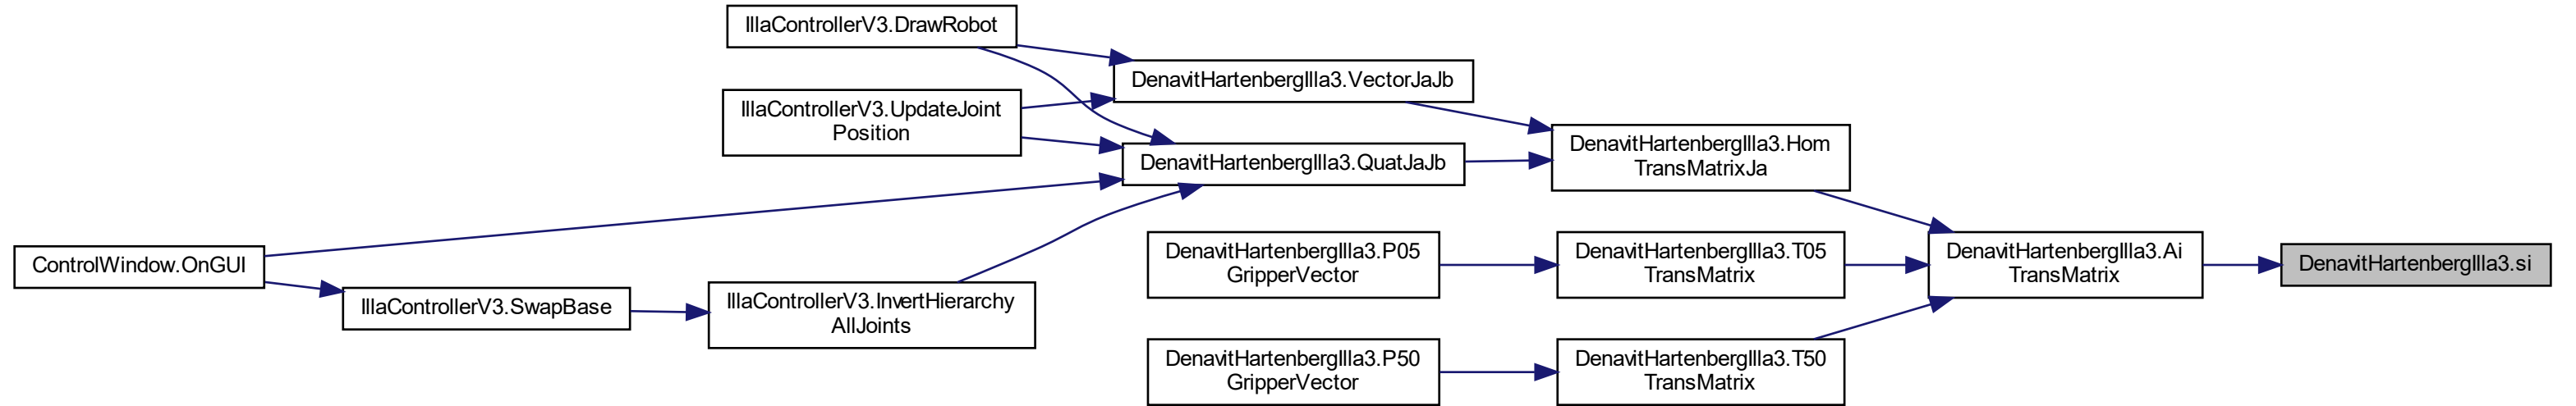 IllaControllerV3.DrawRobot
DenavitHartenbergIlla3.VectorJaJb
IllaControllerV3.UpdateJoint
Position
DenavitHartenbergIlla3.QuatJaJb
DenavitHartenbergIlla3.Hom
TransMatrixJa
ControlWindow.OnGUI
IllaControllerV3.SwapBase
IllaControllerV3.InvertHierarchy
AllJoints
DenavitHartenbergIlla3.P05
GripperVector
DenavitHartenbergIlla3.T05
TransMatrix
DenavitHartenbergIlla3.Ai
TransMatrix
DenavitHartenbergIlla3.si
DenavitHartenbergIlla3.P50
GripperVector
DenavitHartenbergIlla3.T50
TransMatrix